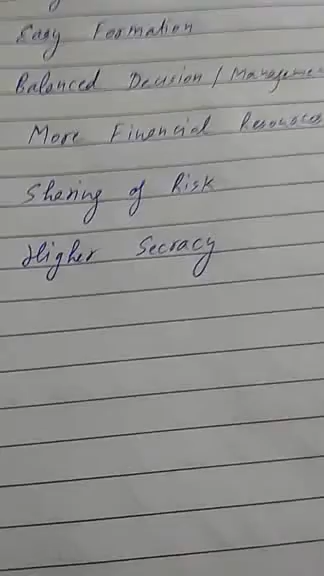 Easy Formation
Balanced Decision / Manageme
More Financial Resources
Sharing of Risk
Higher Secracy